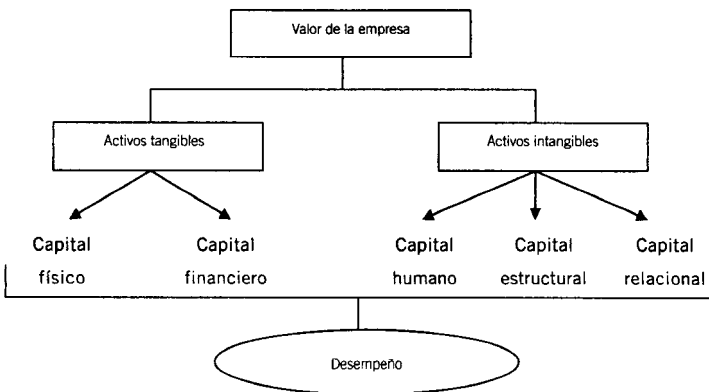 Valor de la empresa
Activos tangibles
Activos intangibles
Capital físico
Capital financiero
Capital humano
Capital estructural
Capital relacional
Desempeño